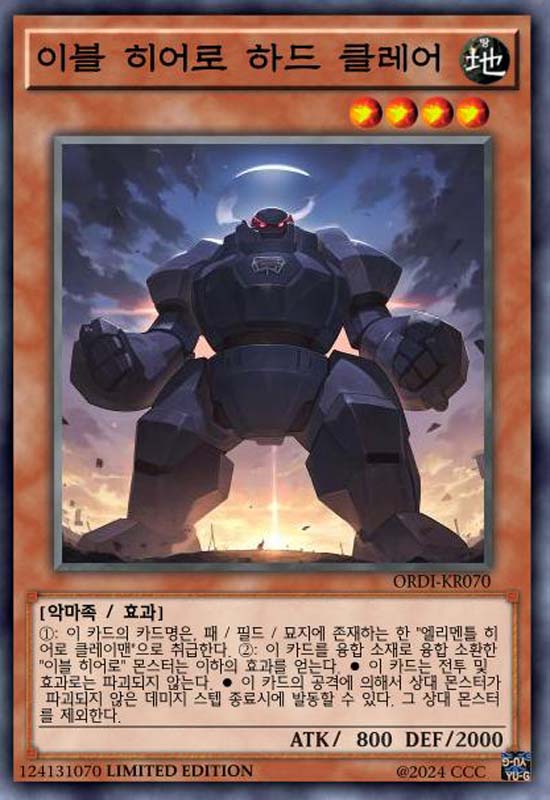 이블 히어로 하드 클레어
땅
地
ORDI-KR070
[악마족 / 효과]
①: 이 카드의 카드명은, 패 / 필드 / 묘지에 존재하는 한 "엘리멘틀 히
어로 클레이맨"으로 취급한다. ②: 이 카드를 융합 소재로 융합 소환한
"이블 히어로" 몬스터는 이하의 효과를 얻는다. ● 이 카드는 전투 및
효과로는 파괴되지 않는다. ● 이 카드의 공격에 의해서 상대 몬스터가
파괴되지 않은 데미지 스텝 종료시에 발동할 수 있다. 그 상대 몬스터
를 제외한다.
ATK/ 800 DEF/2000
124131070 LIMITED EDITION
@2024 CCC
YU-G